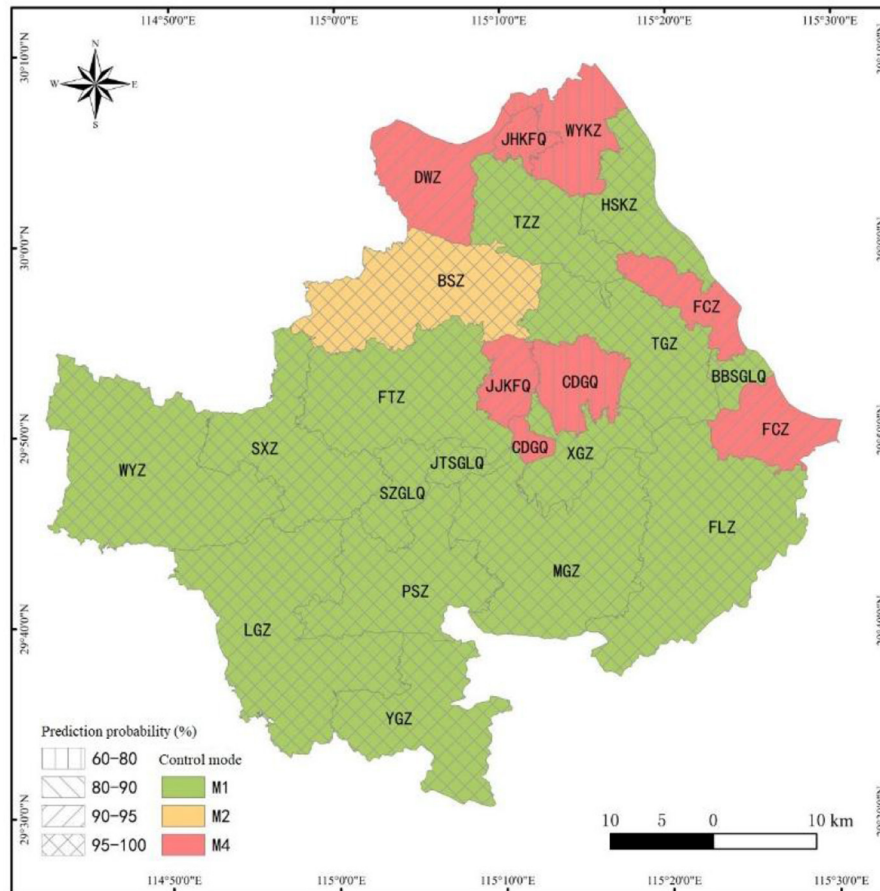 114°50'0"E 115°0'0"E 115°10'0"E 115°20'0"E 115°30'0"E
N
W E
S
30°0'0"N
29°50'0"N
29°40'0"N
29°30'0"N
WYKZ
JHKFQ
DWZ
HSKZ
TZZ
BSZ
FCZ
TGZ
JJKFQ
CDGQ
BBSGLQ
FTZ
FCZ
SXZ
CDGQ
XGZ
WYZ
JTSGLQ
SZGLQ
FLZ
MGZ
PSZ
LGZ
YGZ
Prediction probability (%)
60-80
80-90
90-95
95-100
Control mode
M1
M2
M4
10 5 0 10 km
114°50'0"E 115°0'0"E 115°10'0"E 115°20'0"E 115°30'0"E